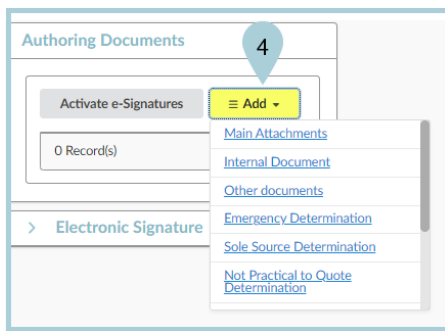 Authoring Documents
4
Activate e-Signatures
≡ Add
0 Record(s)
Main Attachments
Internal Document
Other documents
Emergency Determination
Electronic Signature
Sole Source Determination
Not Practical to Quote
Determination